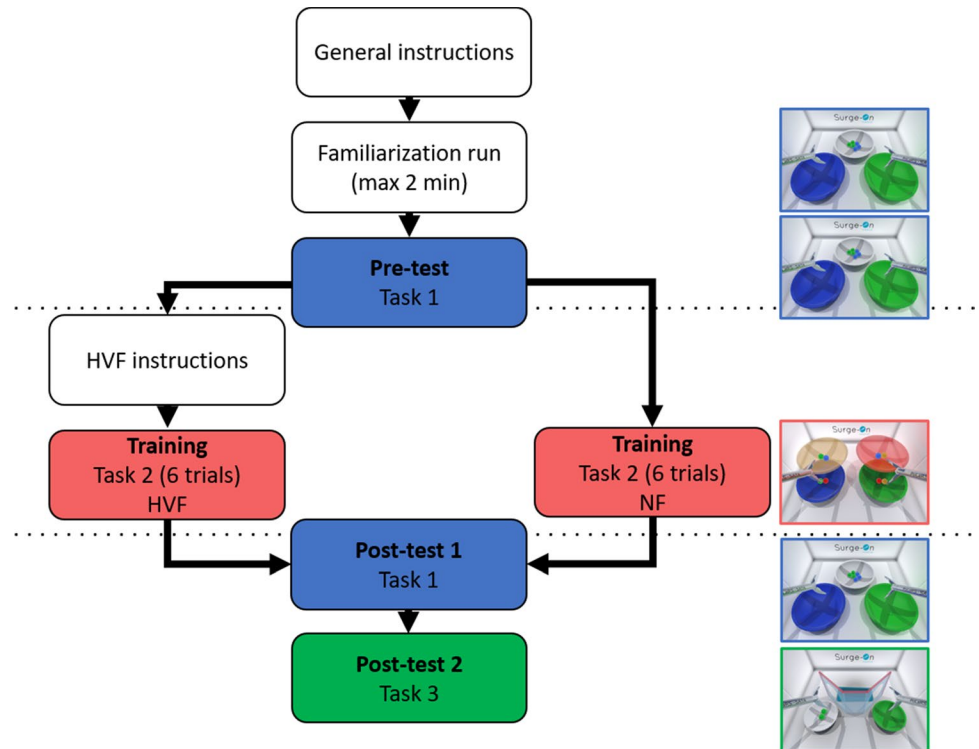 General instructions
Familiarization run
(max 2 min)
Surge-On
Surge-On
Pre-test
Task 1
HVF instructions
Training
Task 2 (6 trials)
HVF
Training
Task 2 (6 trials)
NF
Surge-On
Post-test 1
Task 1
Surge-On
Post-test 2
Task 3
Surge-On